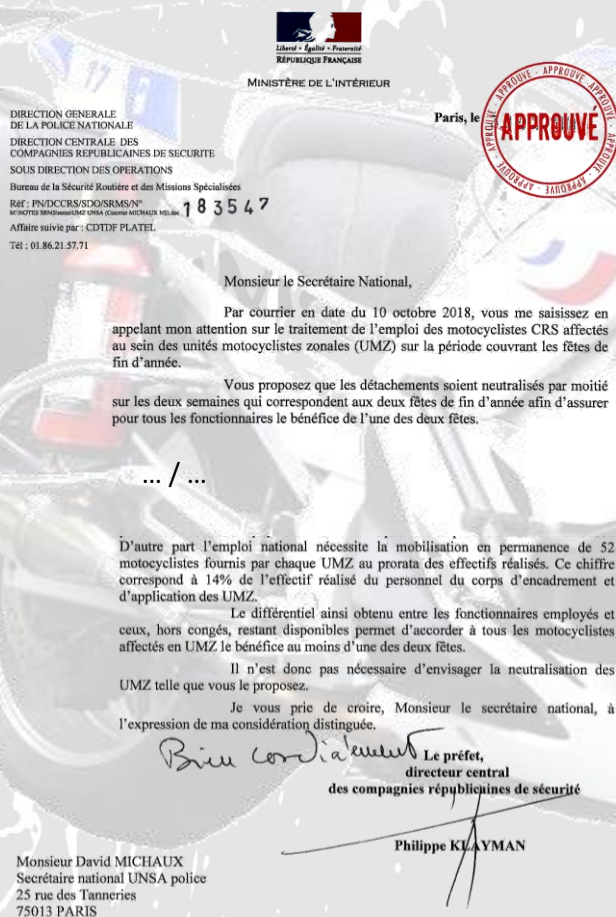 Liberté • Égalité • Fraternité
RÉPUBLIQUE FRANÇAISE
MINISTÈRE DE L'INTÉRIEUR
DIRECTION GENERALE
DE LA POLICE NATIONALE
DIRECTION CENTRALE DES
COMPAGNIES REPUBLICAINES DE SECURITE
SOUS DIRECTION DES OPERATIONS
Bureau de la Sécurité Routière et des Missions Spécialisées
Réf : PN/DCCRS/SDO/SRMS/N° 183547
Affaire suivie par : CDTDF PLATEL
Tél : 01.86.21.57.71
Paris, le
APPROUVÉ
Monsieur le Secrétaire National,
Par courrier en date du 10 octobre 2018, vous me saisissez en
appelant mon attention sur le traitement de l'emploi des motocyclistes CRS affectés
au sein des unités motocyclistes zonales (UMZ) sur la période couvrant les fêtes de
fin d'année.
Vous proposez que les détachements soient neutralisés par moitié
sur les deux semaines qui correspondent aux deux fêtes de fin d'année afin d'assurer
pour tous les fonctionnaires le bénéfice de l'une des deux fêtes.
... / ...
D'autre part l'emploi national nécessite la mobilisation en permanence de 52
motocyclistes fournis par chaque UMZ au prorata des effectifs réalisés. Ce chiffre
correspond à 14% de l'effectif réalisé du personnel du corps d'encadrement et
d'application des UMZ.
Le différentiel ainsi obtenu entre les fonctionnaires employés et
ceux, hors congés, restant disponibles permet d'accorder à tous les motocyclistes
affectés en UMZ le bénéfice au moins d'une des deux fêtes.
Il n'est donc pas nécessaire d'envisager la neutralisation des
UMZ telle que vous le proposez.
Je vous prie de croire, Monsieur le secrétaire national, à
l'expression de ma considération distinguée.
Bien cordialement
Le préfet,
directeur central
des compagnies républicaines de sécurité
Philippe KLAYMAN
Monsieur David MICHAUX
Secrétaire national UNSA police
25 rue des Tanneries
75013 PARIS